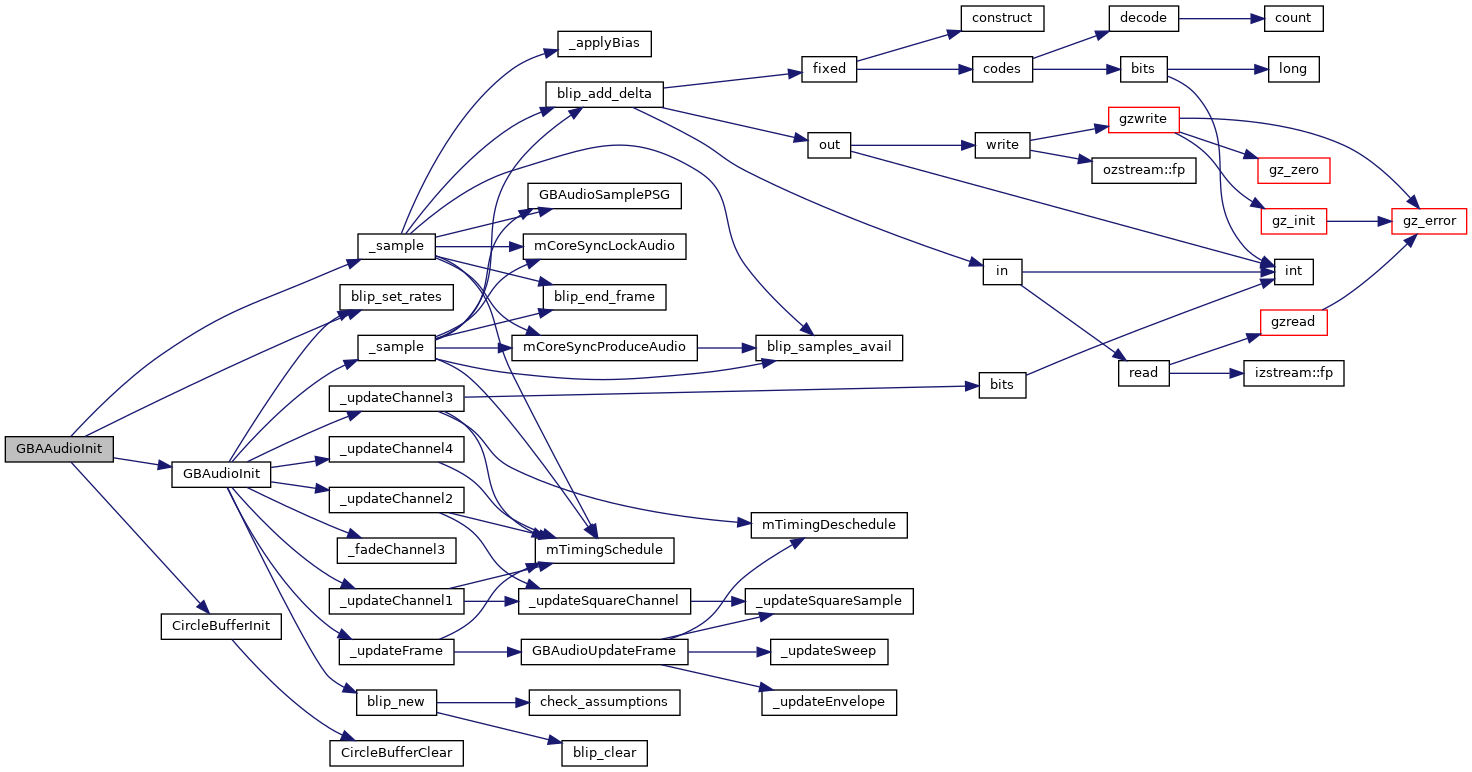 construct
decode
count
_applyBias
fixed
codes
bits
long
blip_add_delta
gzwrite
out
write
ozstream::fp
gz_zero
GBAudioSamplePSG
gz_init
gz_error
_sample
mCoreSyncLockAudio
in
int
blip_set_rates
blip_end_frame
gzread
_sample
mCoreSyncProduceAudio
blip_samples_avail
read
izstream::fp
_updateChannel3
bits
GBAAudioInit
_updateChannel4
GBAudioInit
_updateChannel2
mTimingDeschedule
_fadeChannel3
mTimingSchedule
_updateChannel1
_updateSquareChannel
_updateSquareSample
CircleBufferInit
_updateFrame
GBAudioUpdateFrame
_updateSweep
blip_new
check_assumptions
_updateEnvelope
CircleBufferClear
blip_clear